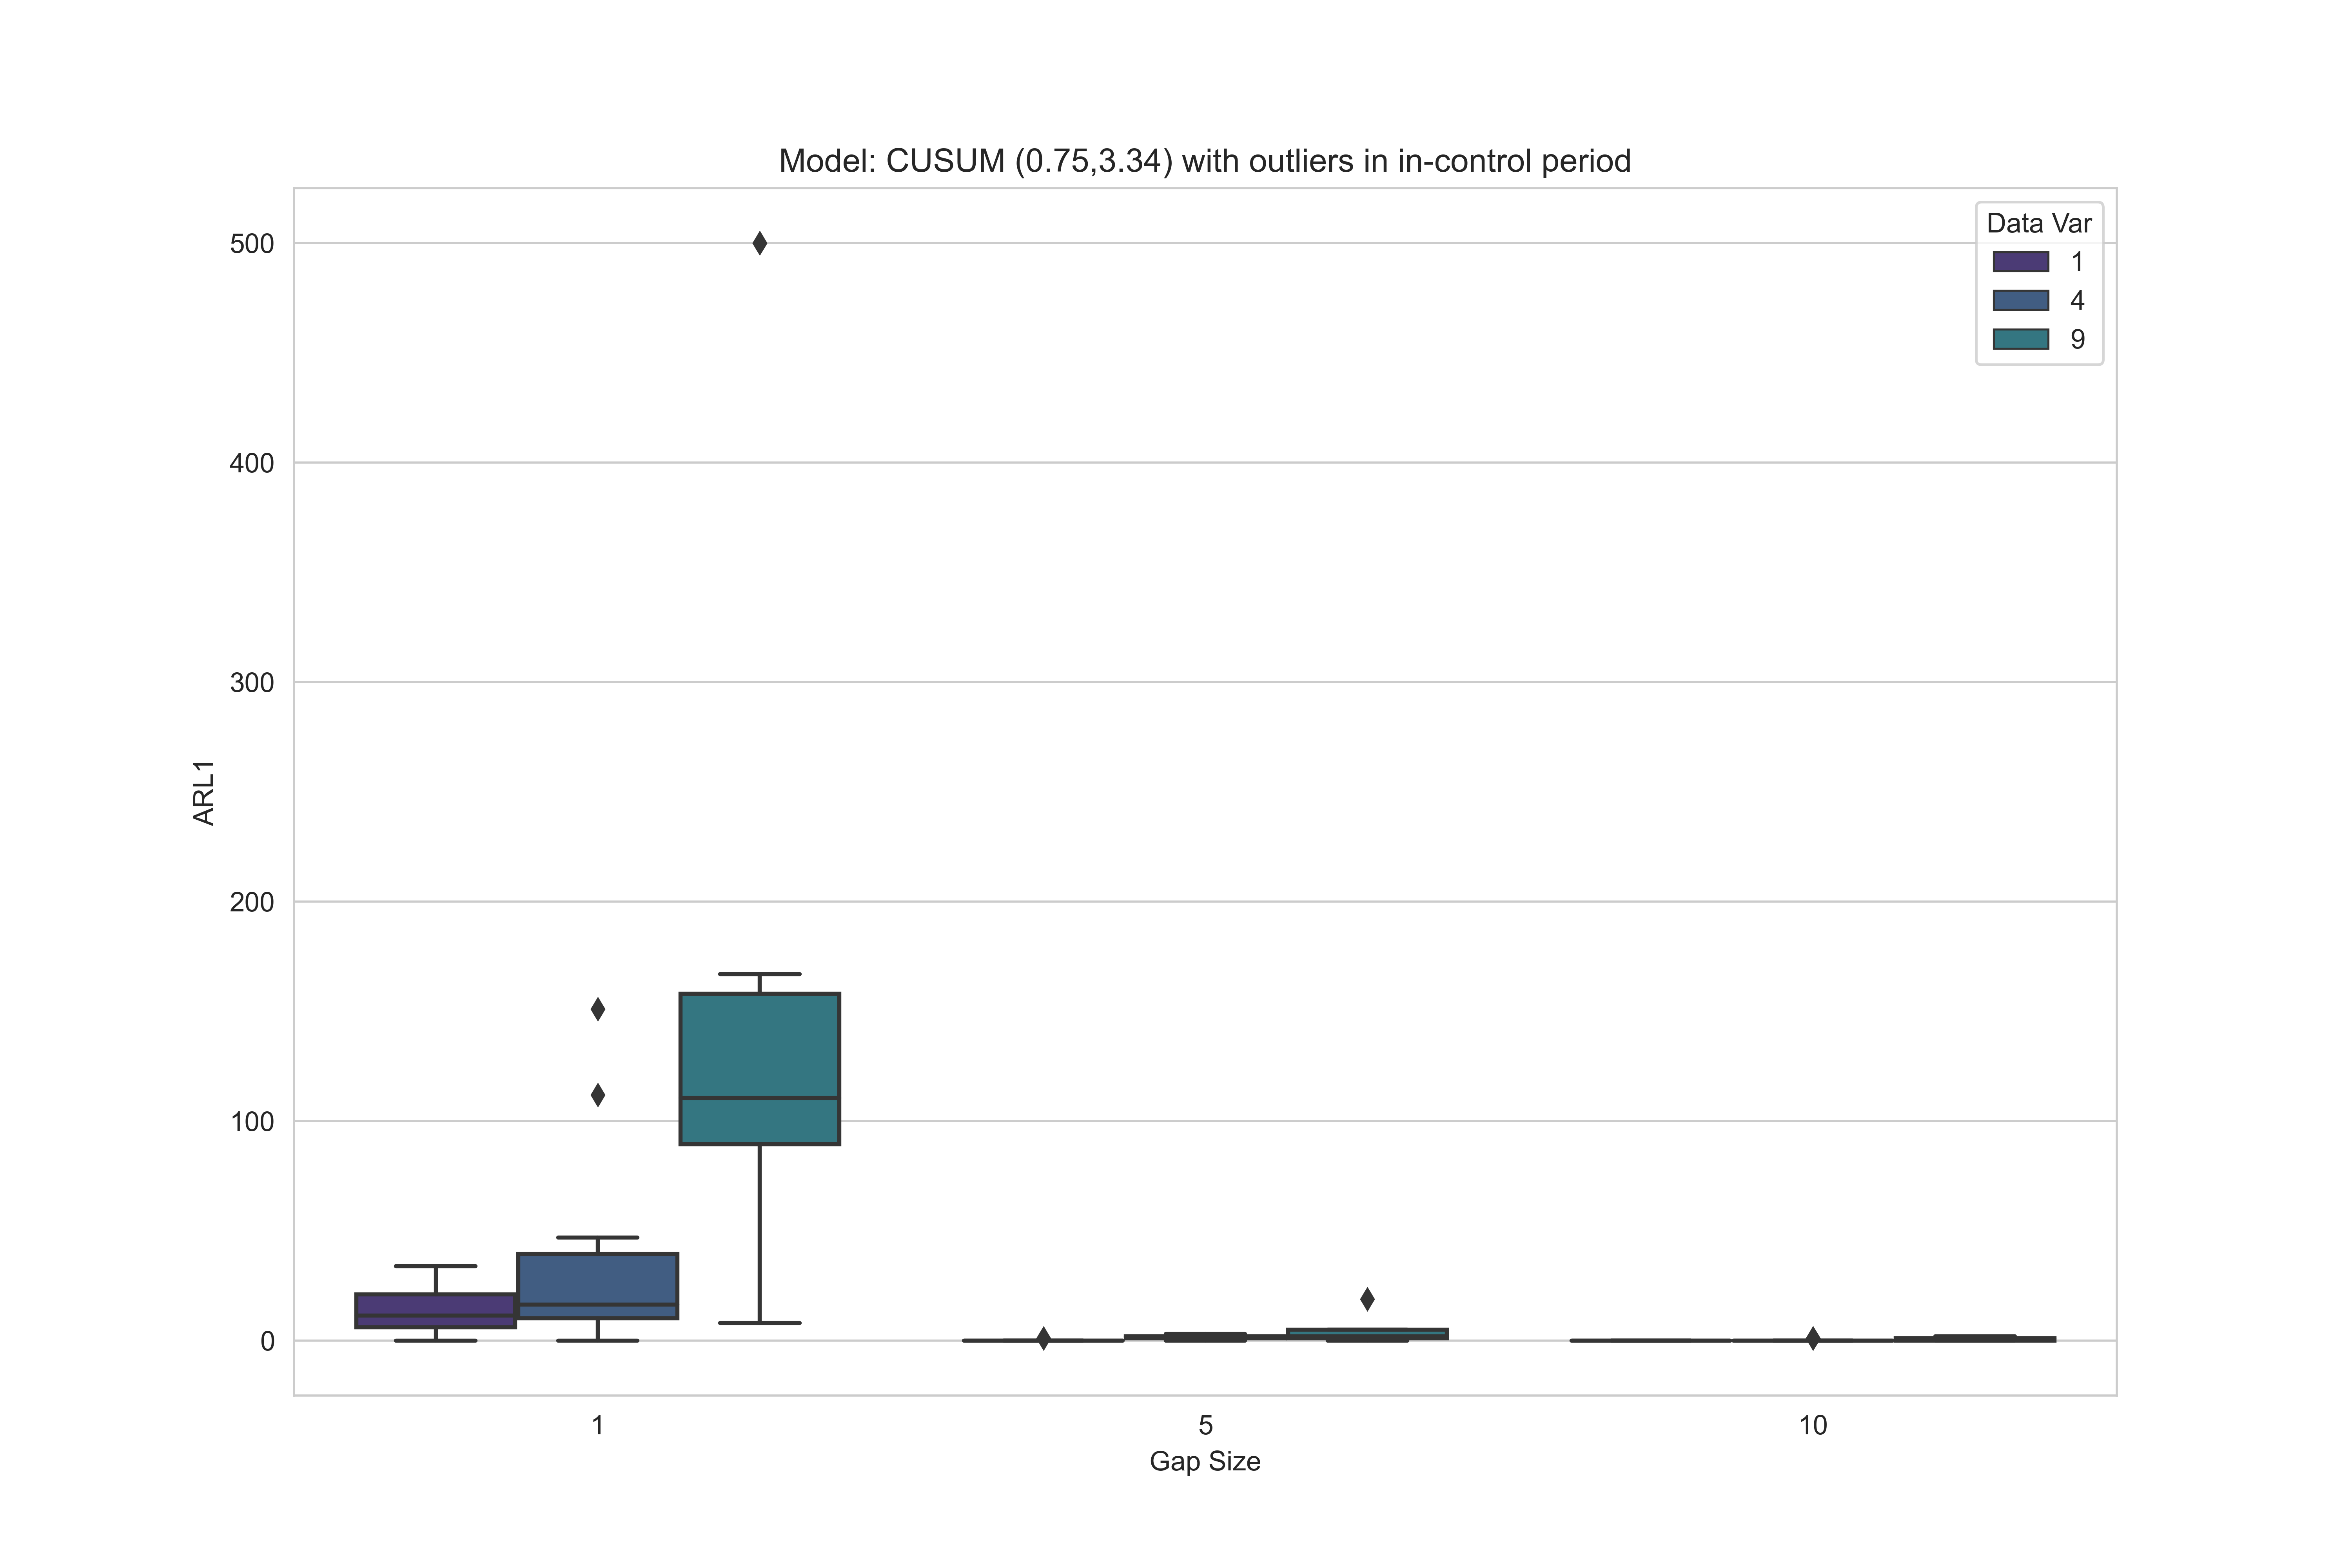 Model: CUSUM (0.75,3.34) with outliers in in-control period
Data Var
1
4
9
500
400
300
200
100
0
ARL1
1 5 10
Gap Size